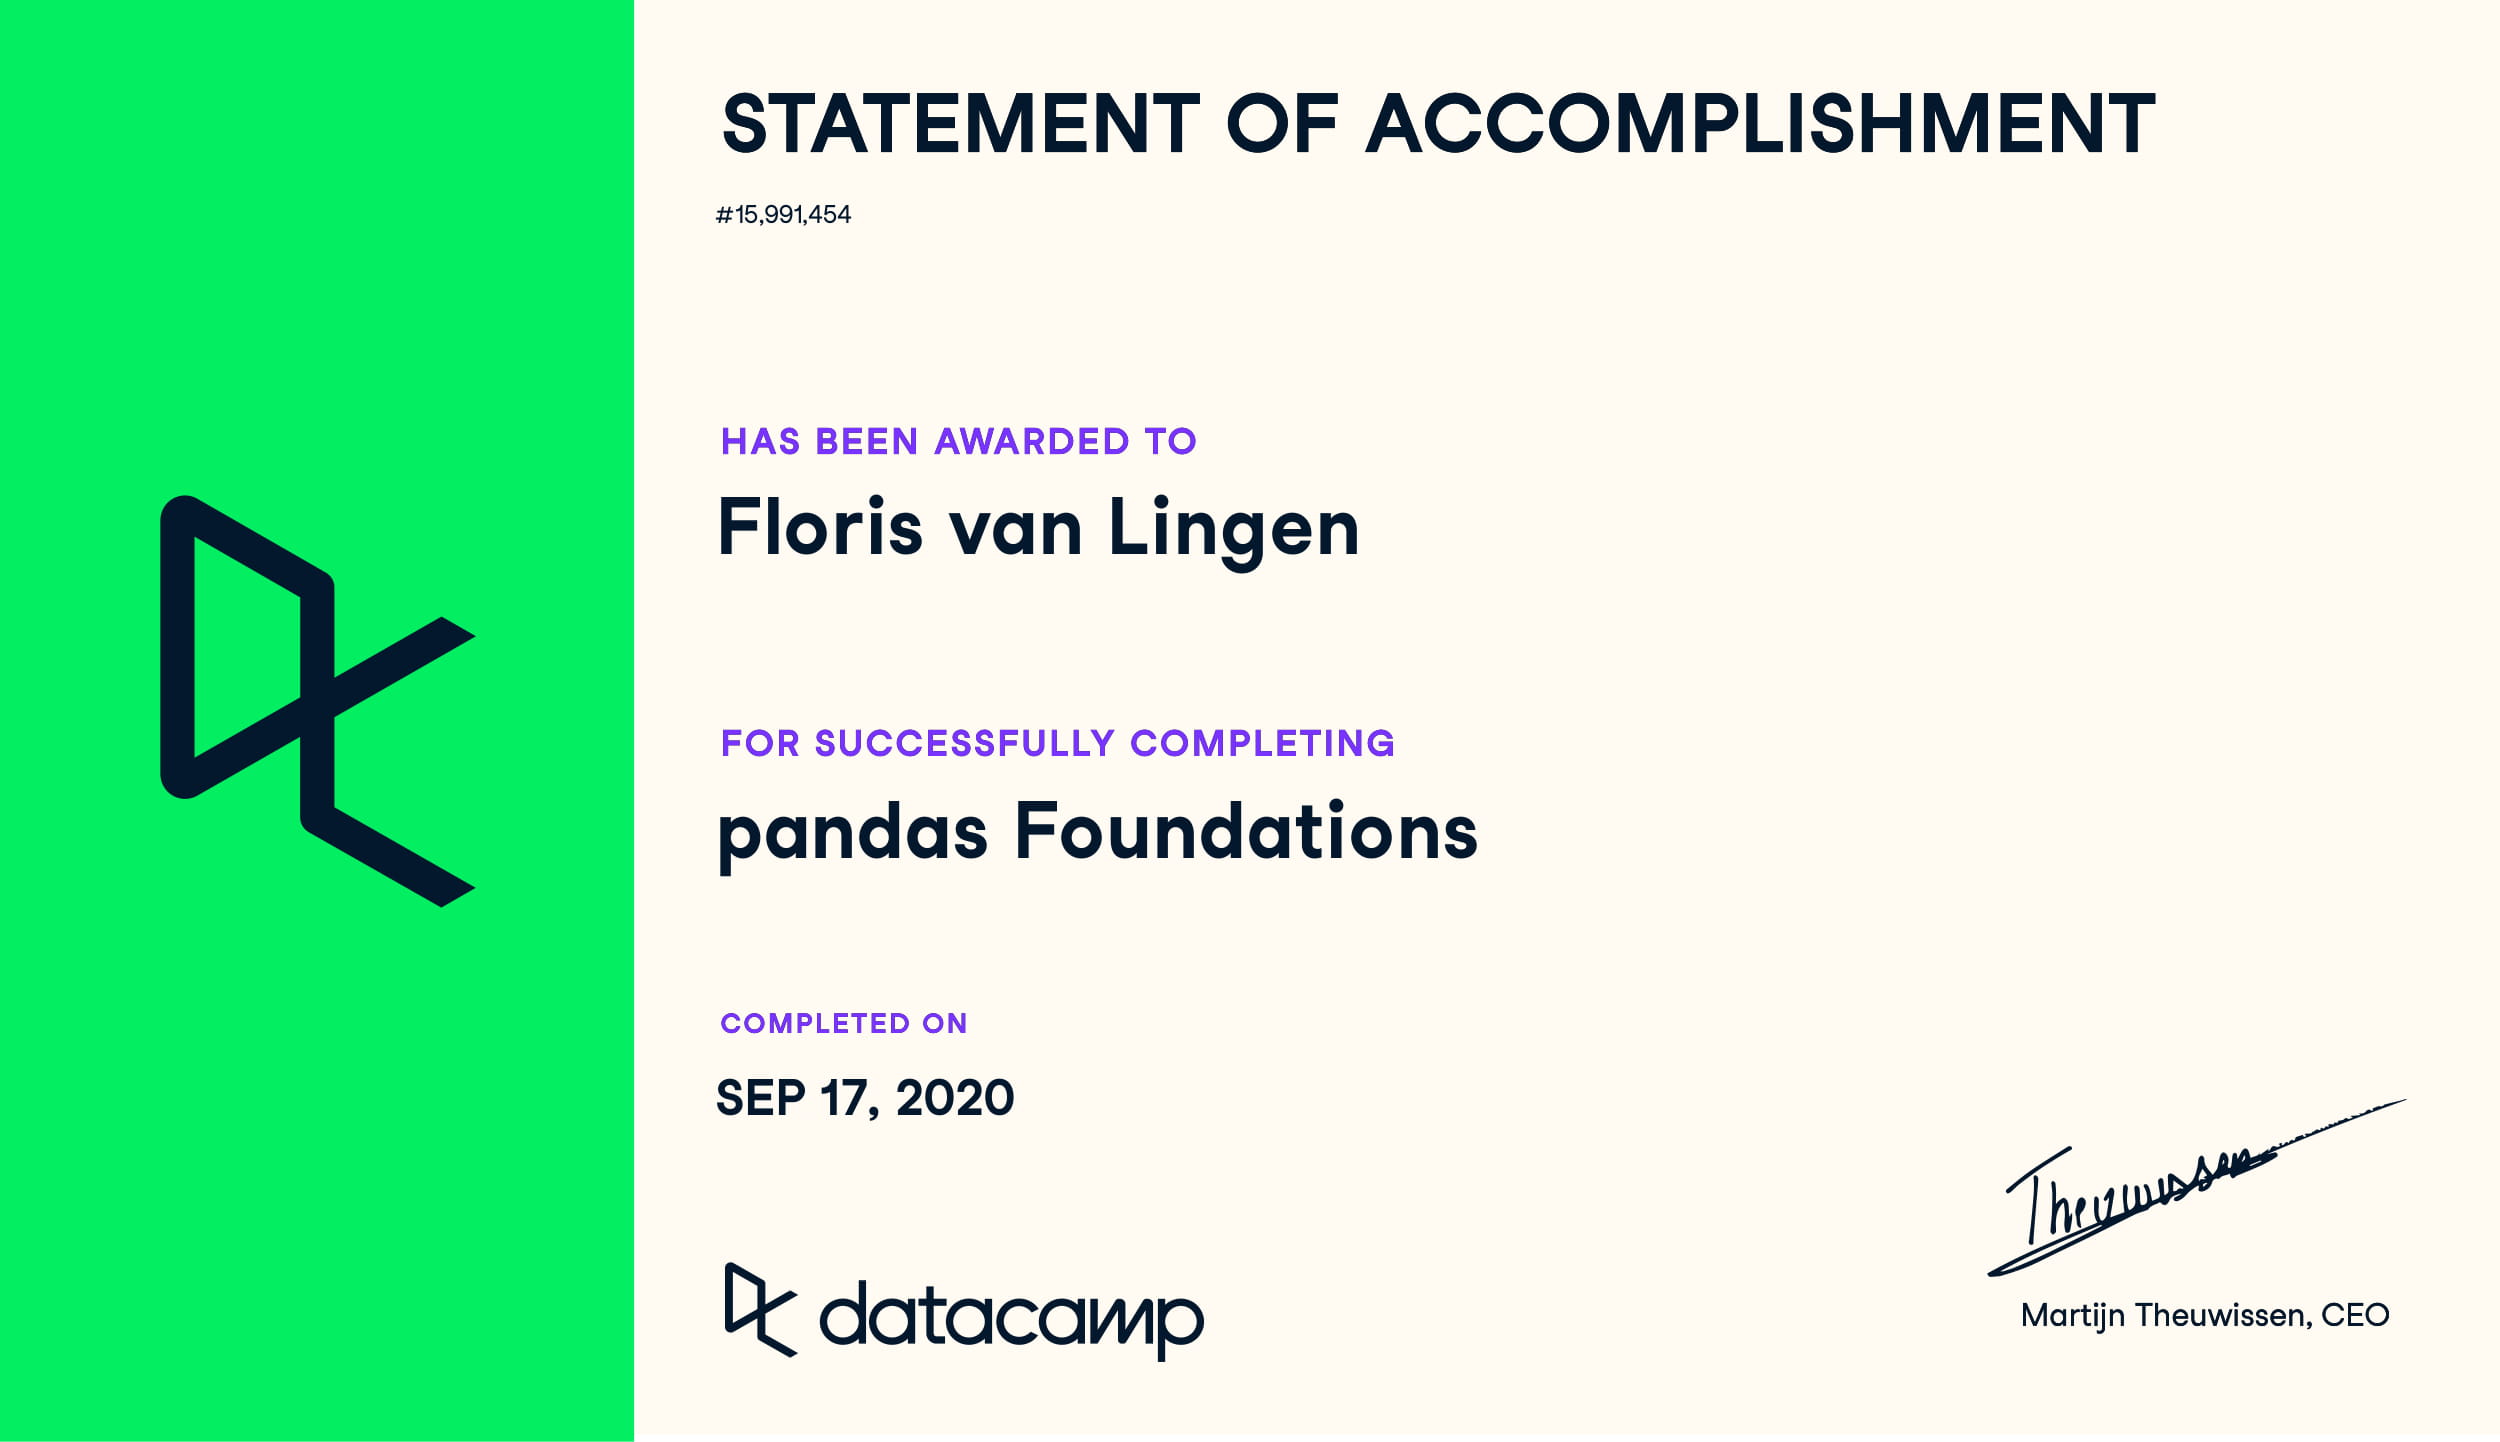 STATEMENT OF ACCOMPLISHMENT
#15,991,454
HAS BEEN AWARDED TO
Floris van Lingen
FOR SUCCESSFULLY COMPLETING
pandas Foundations
COMPLETED ON
SEP 17, 2020
Theuwissen
datacamp
Martijn Theuwissen, CEO